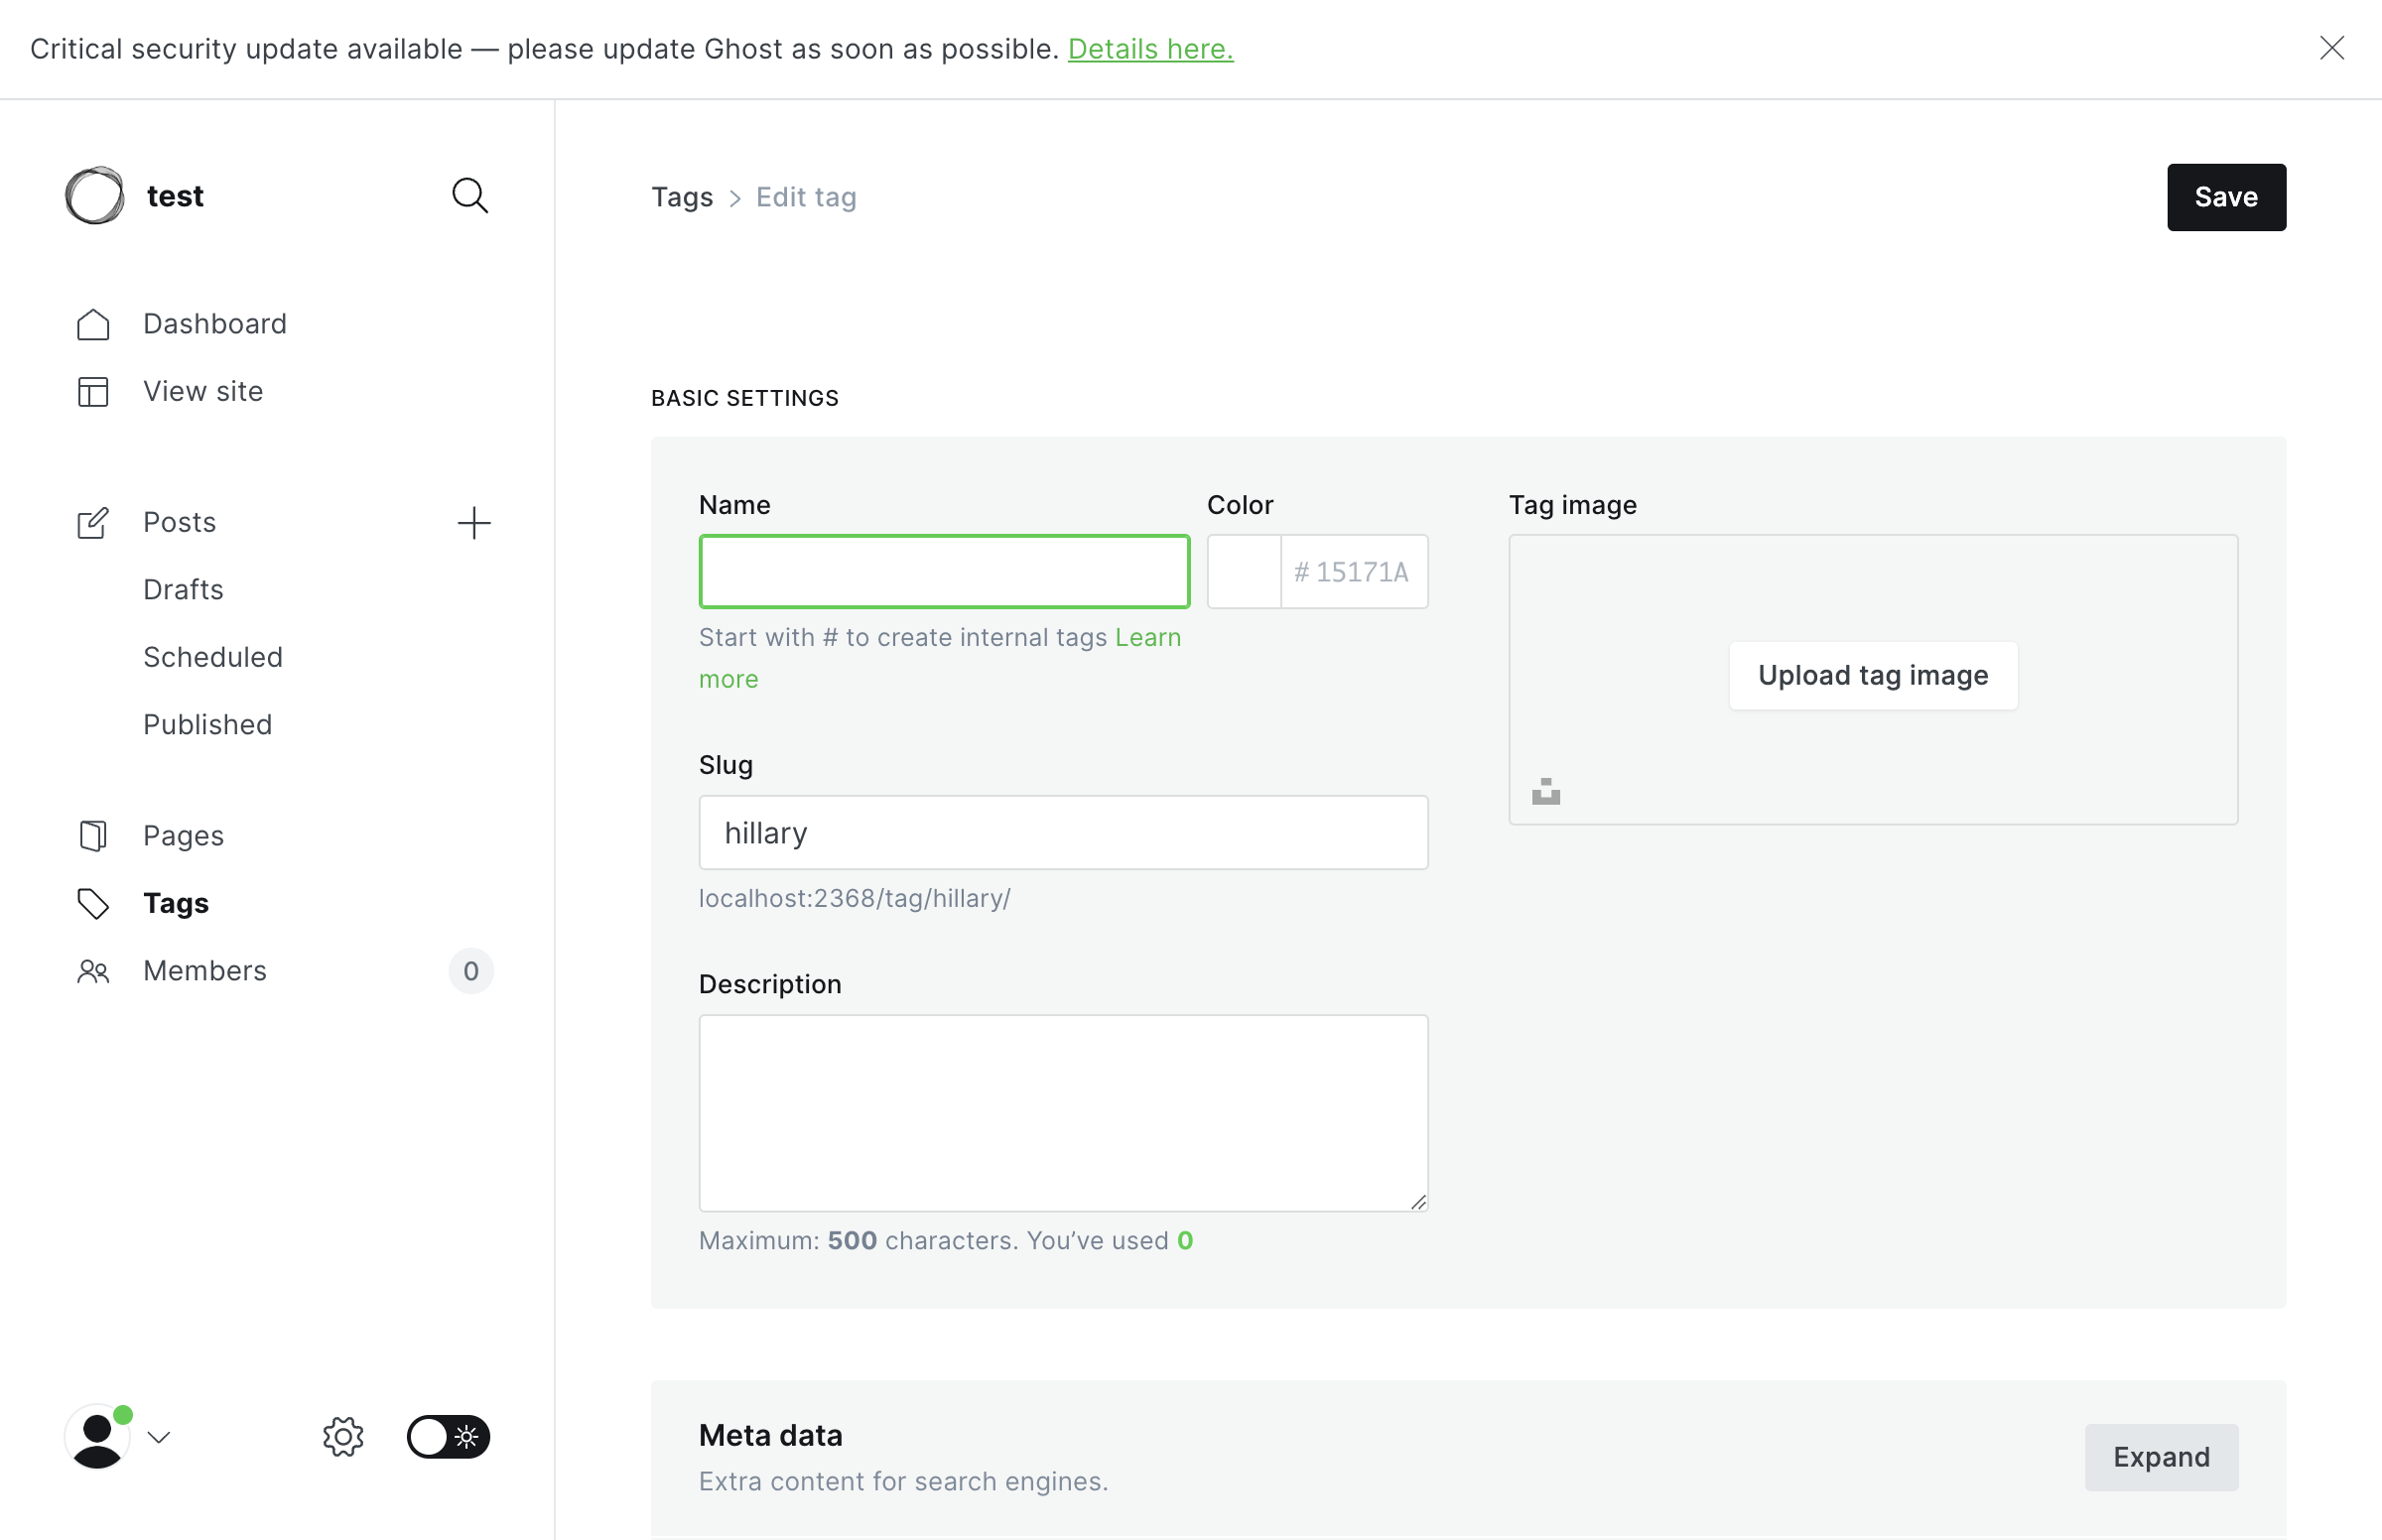 Critical security update available — please update Ghost as soon as possible. Details here.
test
Dashboard
View site
Posts
Drafts
Scheduled
Published
Pages
Tags
Members 0
Tags > Edit tag
Save
BASIC SETTINGS
Name
Start with # to create internal tags Learn
more
Color
# 15171A
Slug
hillary
localhost:2368/tag/hillary/
Description
Maximum: 500 characters. You’ve used 0
Tag image
Upload tag image
Meta data
Extra content for search engines.
Expand